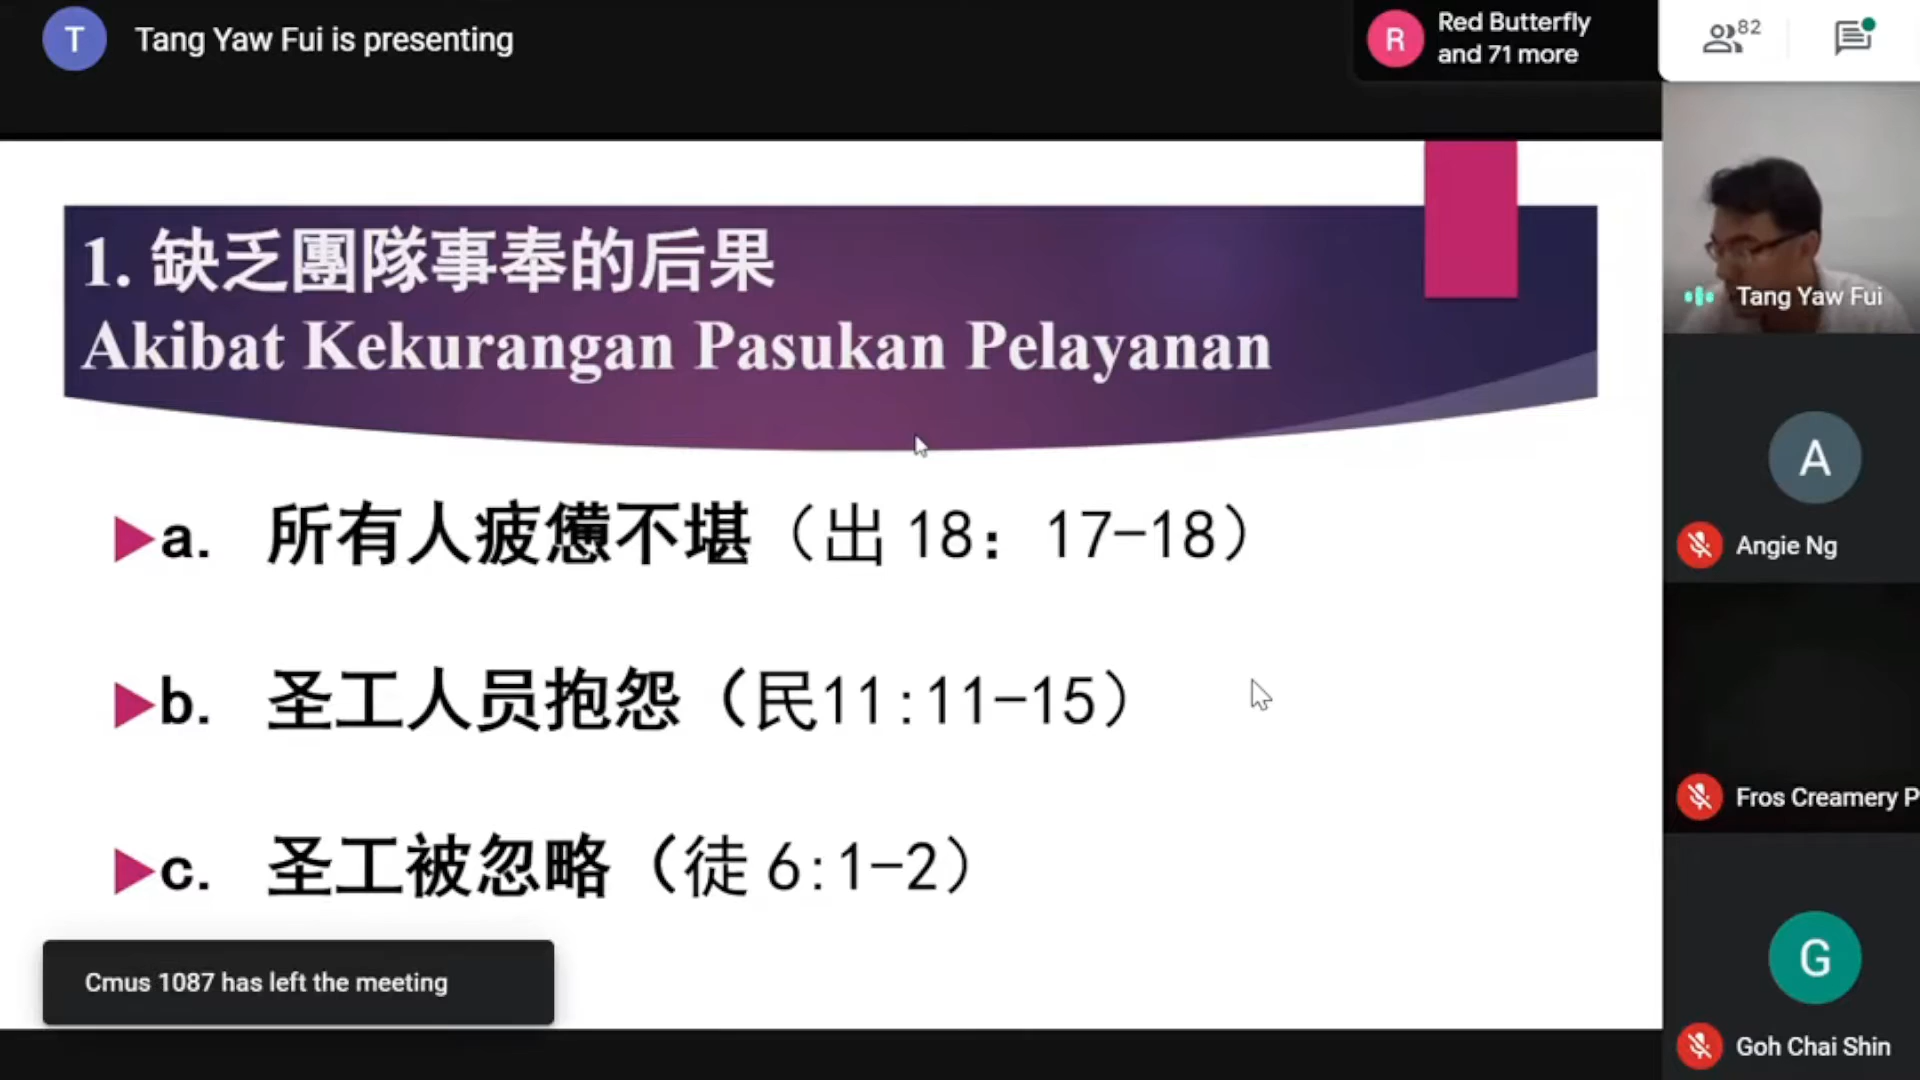 T
Tang Yaw Fui is presenting
R
Red Butterfly
and 71 more
82
1. 缺乏團隊事奉的后果
Akibat Kekurangan Pasukan Pelayanan
a. 所有人疲憊不堪（出 18：17-18）
b. 圣工人员抱怨（民11:11-15）
c. 圣工被忽略（徒 6:1-2）
Cmus 1087 has left the meeting
Tang Yaw Fui
A
Angie Ng
Fros Creamery P
G
Goh Chai Shin